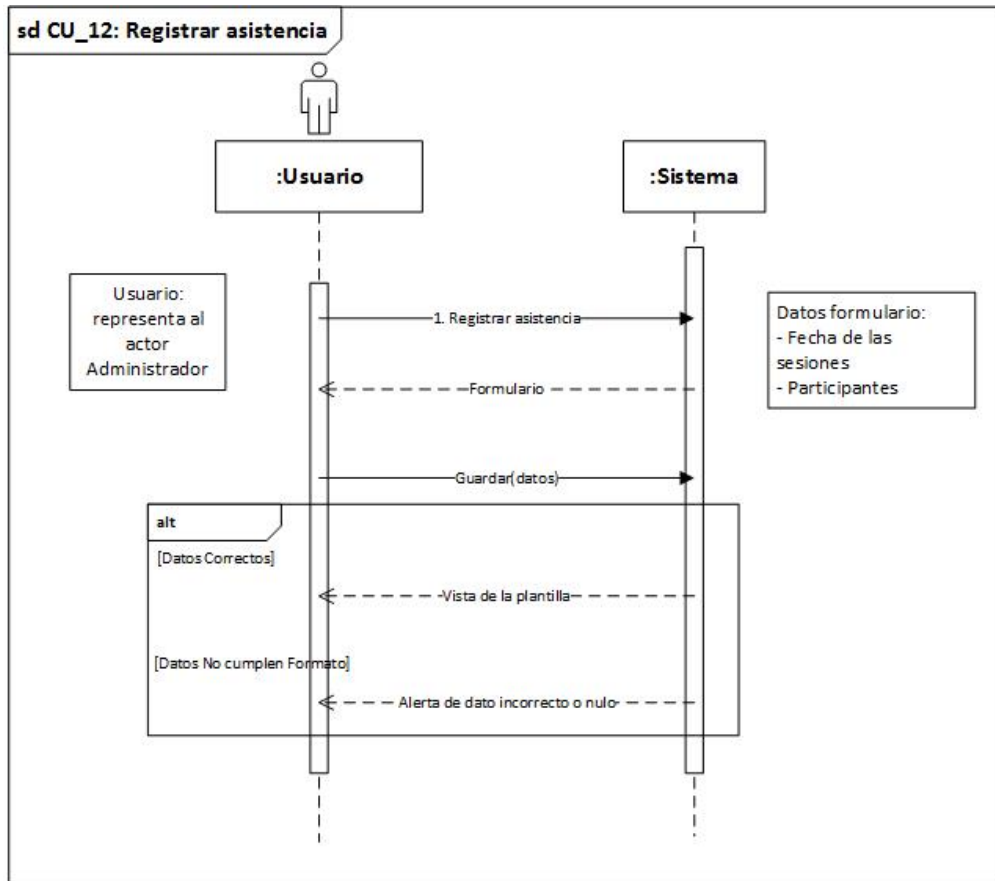 sd CU_12: Registrar asistencia
:Usuario
:Sistema
Usuario:
representa al
actor
Administrador
1. Registrar asistencia
Datos formulario:
- Fecha de las
sesiones
- Participantes
Formulario
Guardar(datos)
alt
[Datos Correctos]
Vista de la plantilla
[Datos No cumplen Formato]
Alerta de dato incorrecto o nulo